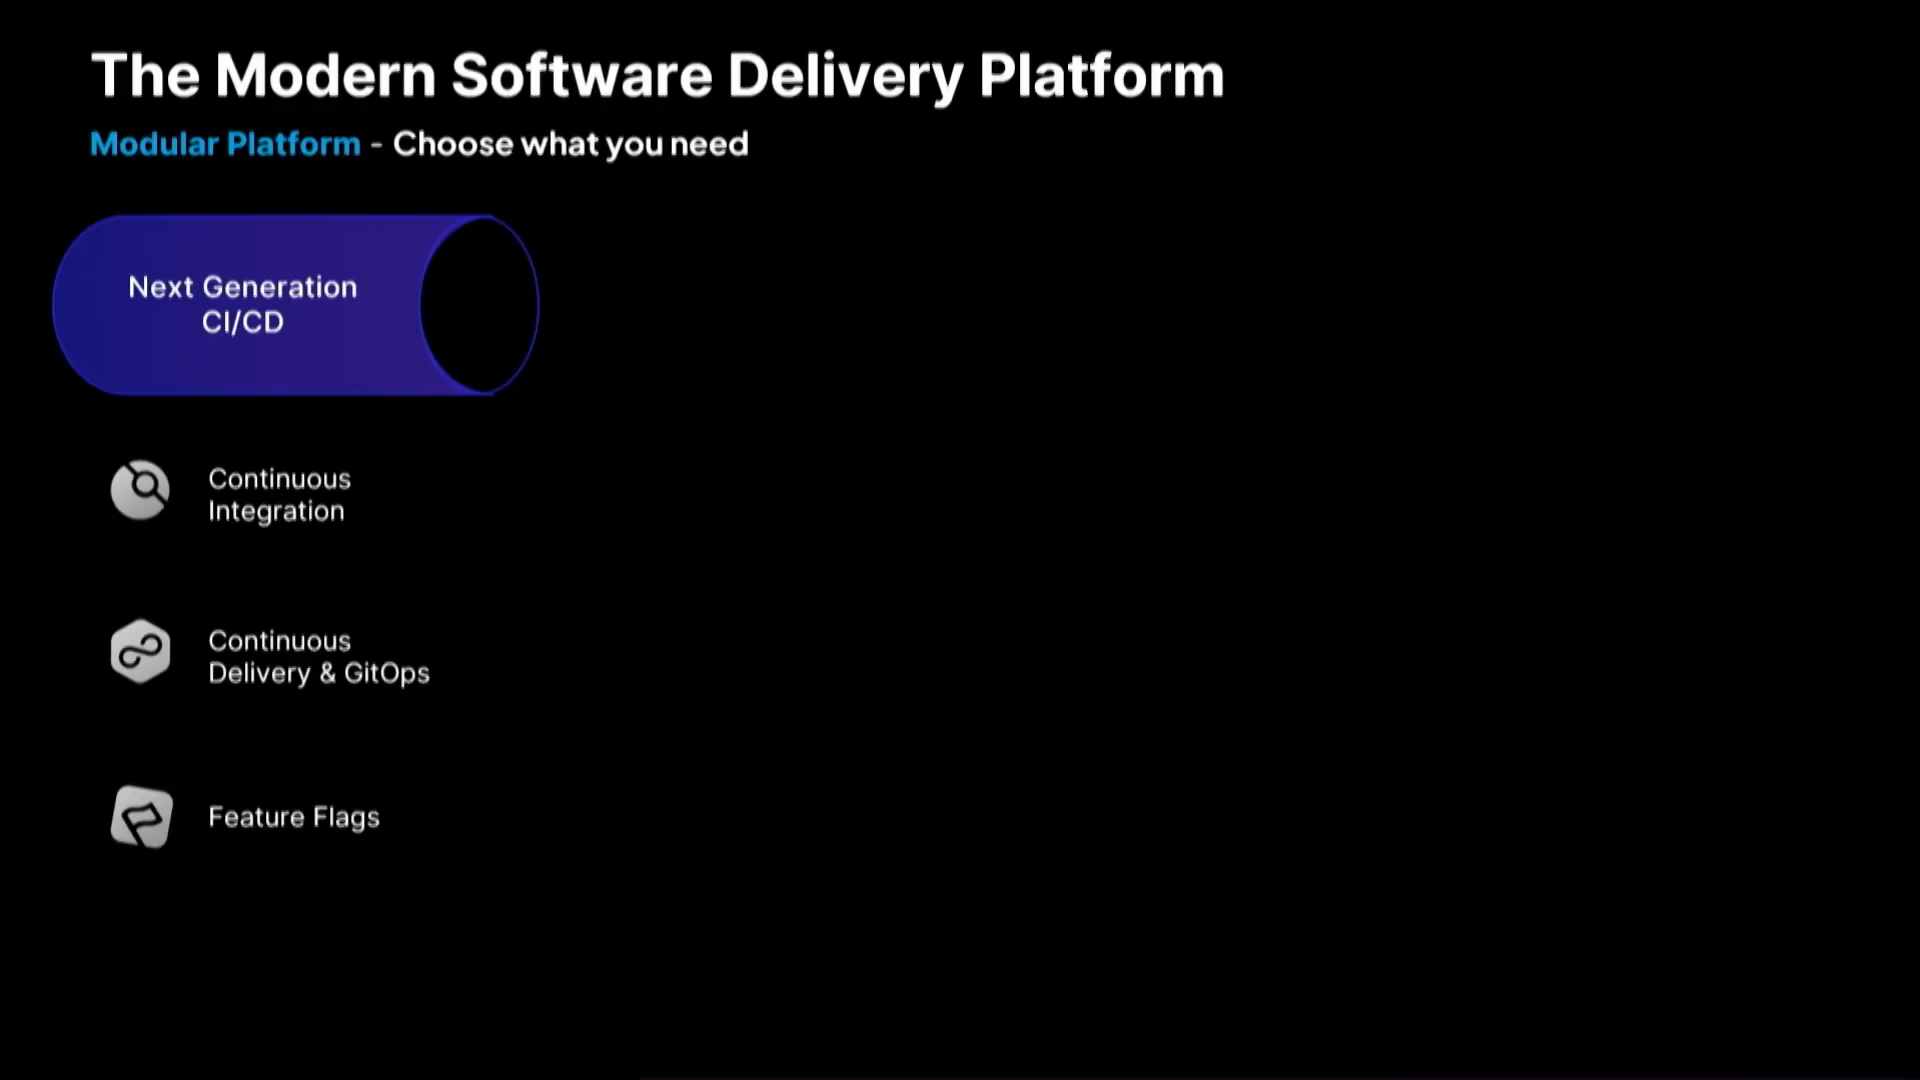 The Modern Software Delivery Platform
Modular Platform - Choose what you need
Next Generation
CI/CD
Continuous
Integration
Continuous
Delivery & GitOps
Feature Flags